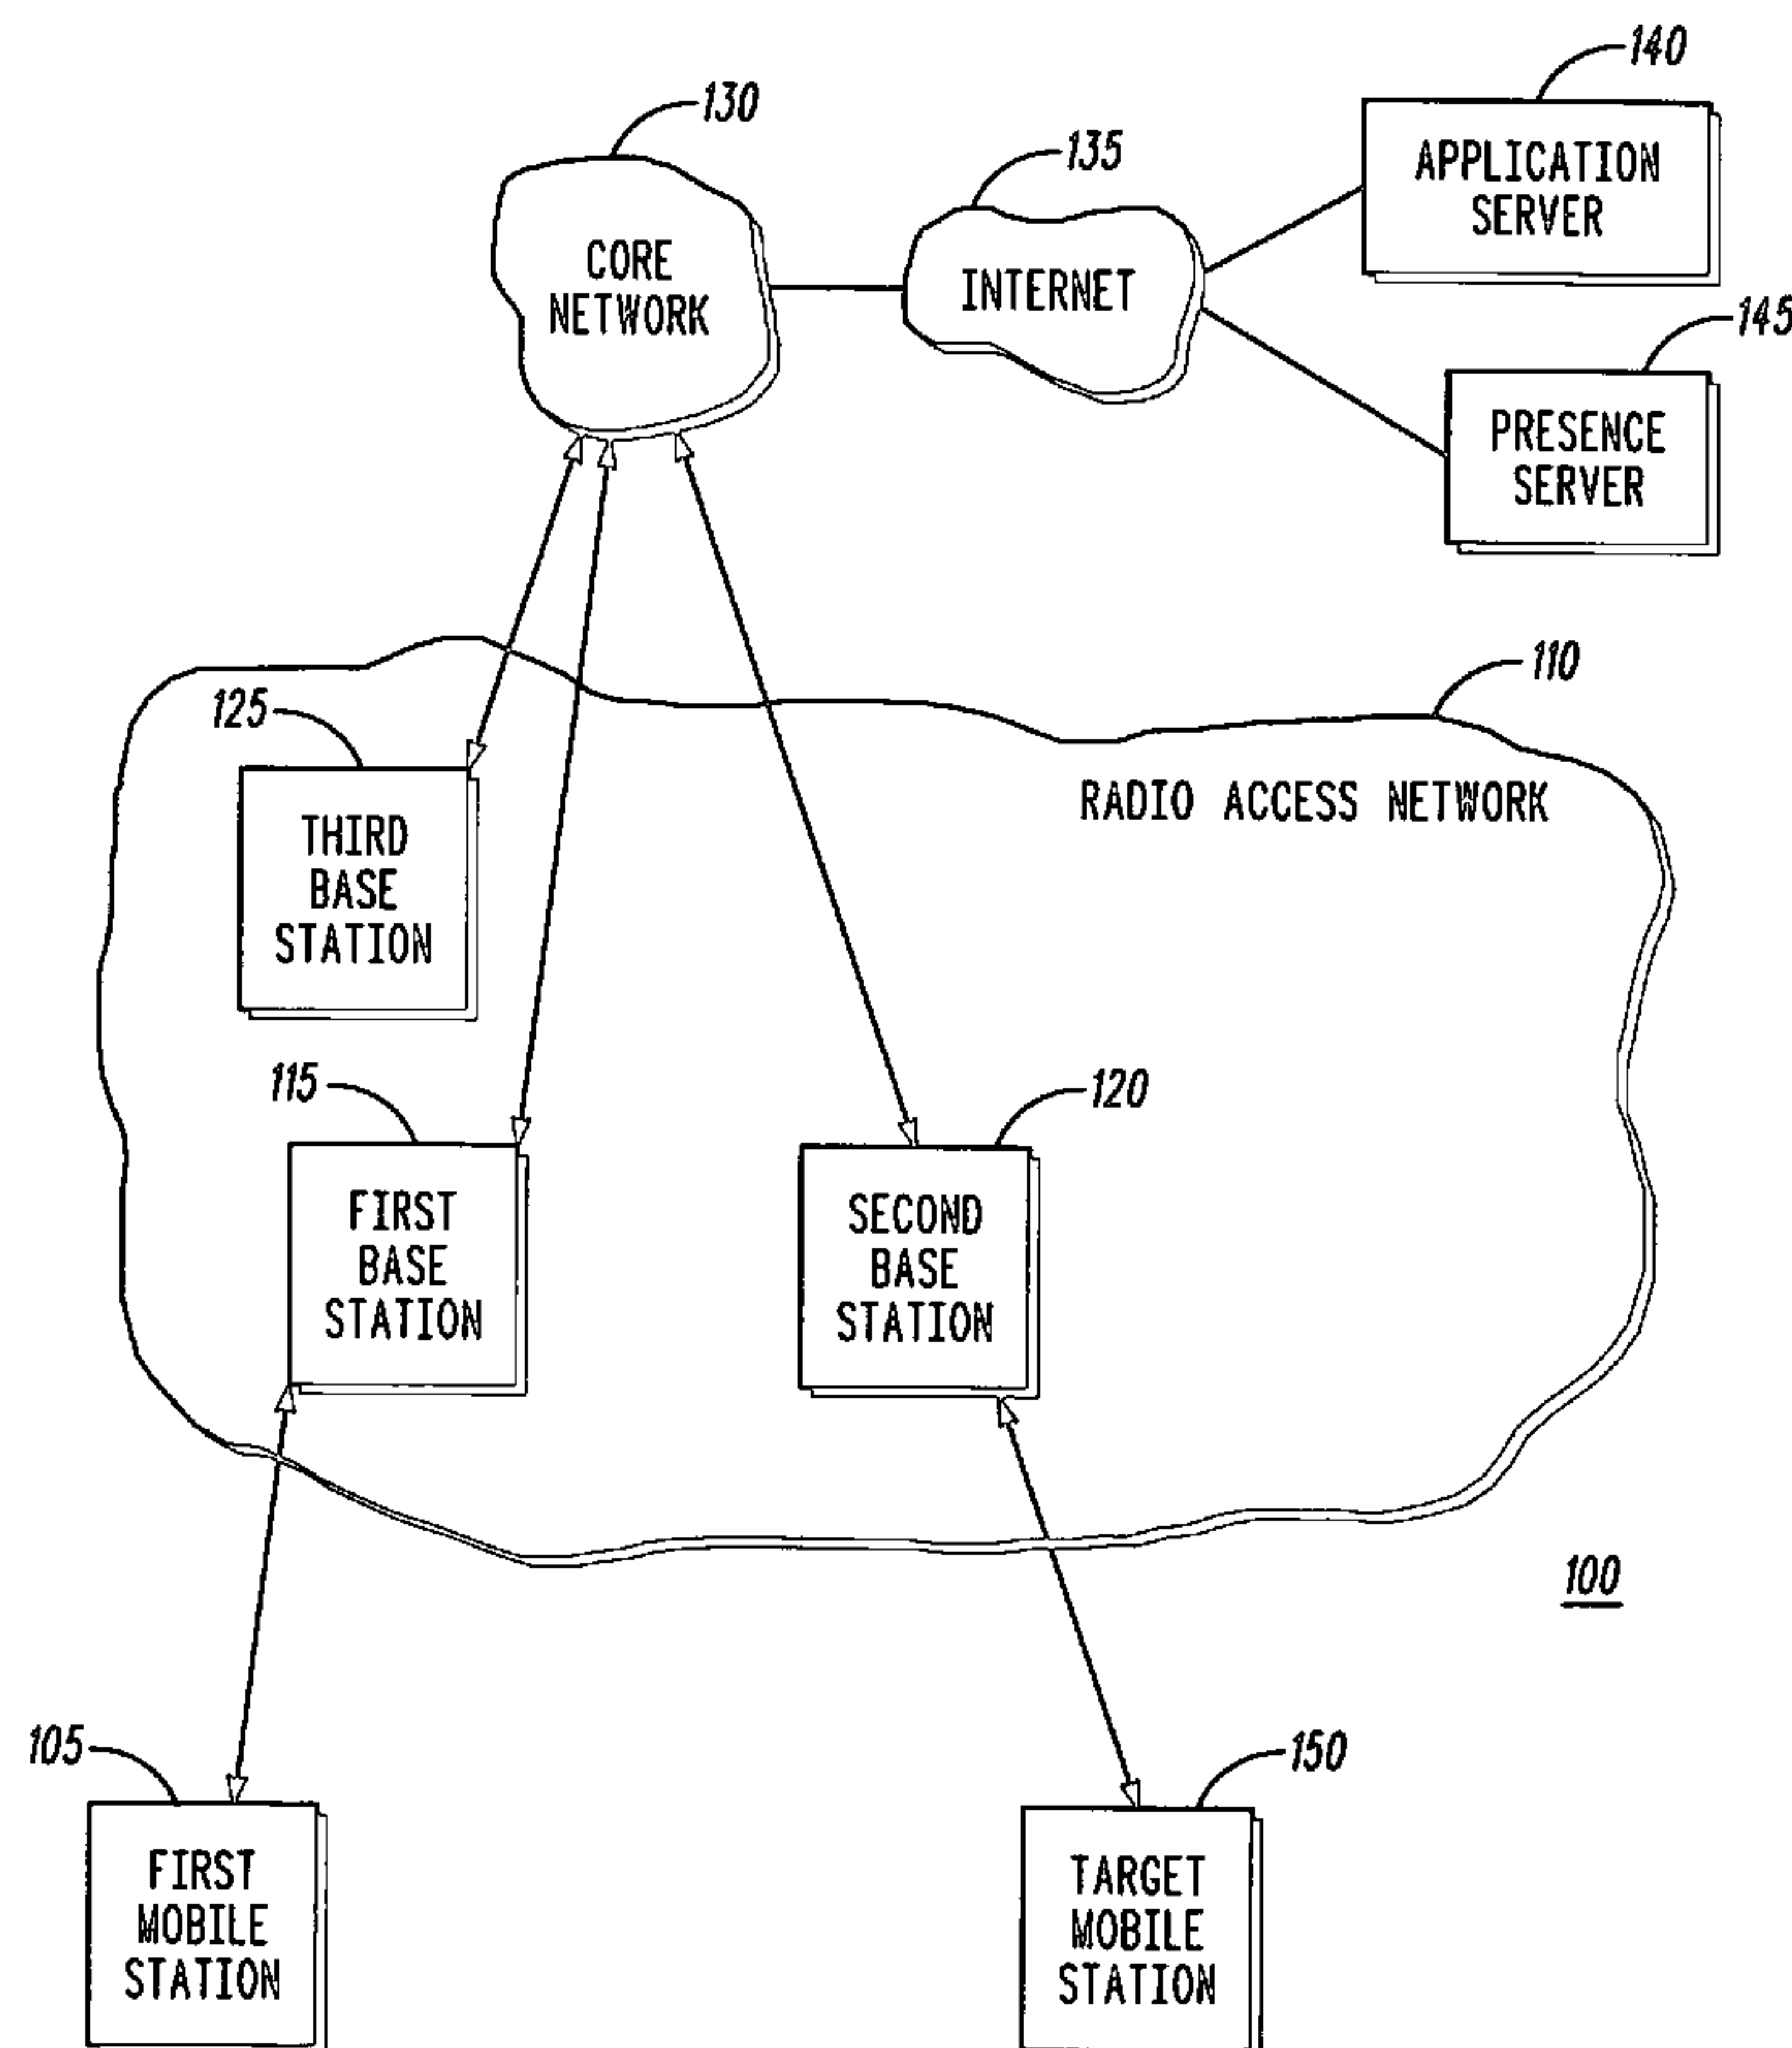 140
130
135
APPLICATION
SERVER
CORE
NETWORK
INTERNET
145
PRESENCE
SERVER
110
125
RADIO ACCESS NETWORK
THIRD
BASE
STATION
115
120
FIRST
BASE
STATION
SECOND
BASE
STATION
100
105
150
FIRST
MOBILE
STATION
TARGET
MOBILE
STATION